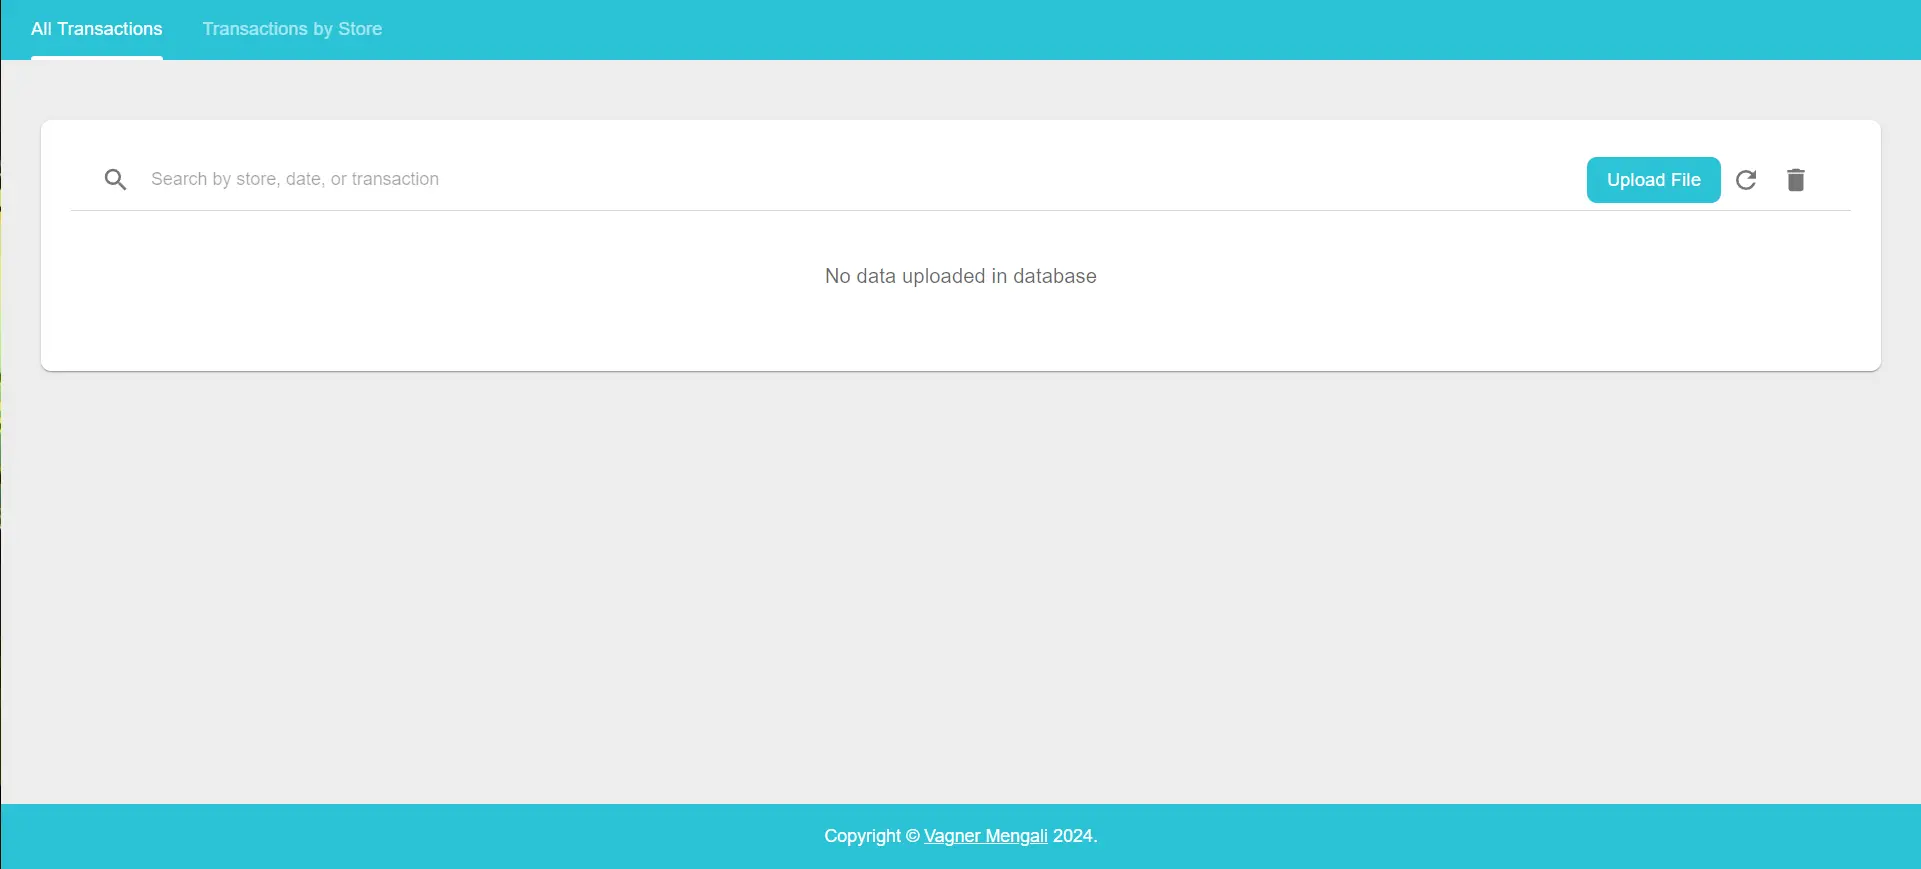 All Transactions
Transactions by Store
Search by store, date, or transaction
Upload File
No data uploaded in database
Copyright © Vagner Mengali 2024.